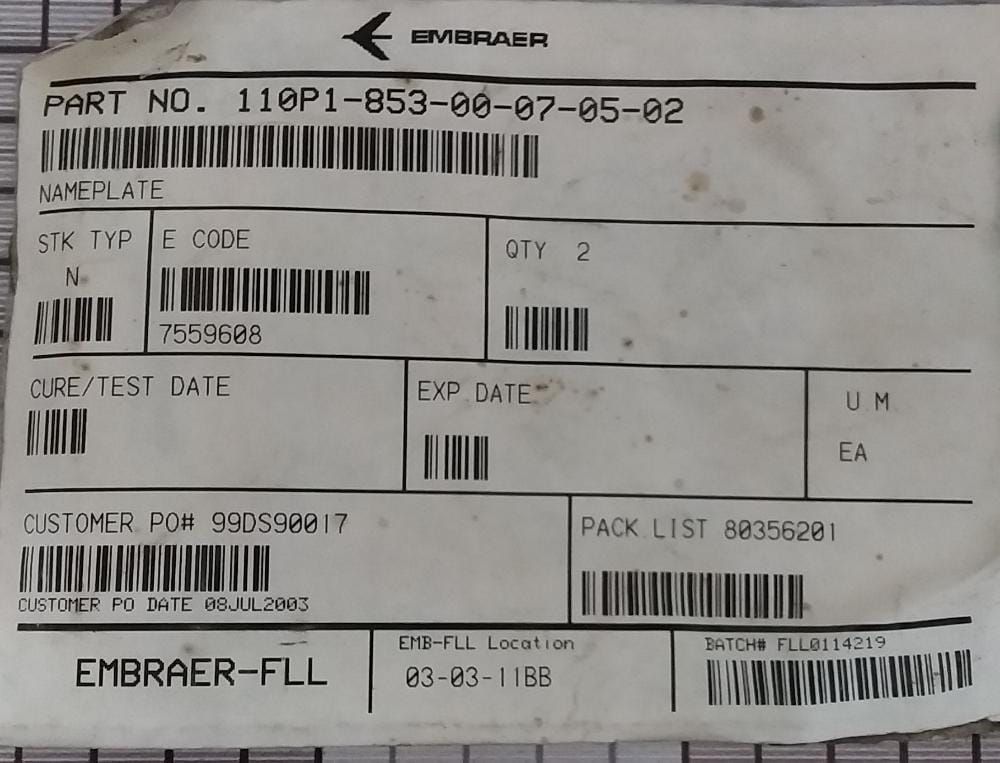 EMBRAER
PART NO. 110P1-853-00-07-05-02
NAMEPLATE
STK TYP
N
E CODE
7559608
QTY 2
CURE/TEST DATE
EXP DATE
U M
EA
CUSTOMER PO# 99DS90017
CUSTOMER PO DATE 08JUL2003
PACK LIST 80356201
EMBRAER-FLL
EMB-FLL Location
03-03-11BB
BATCH# FLL0114219